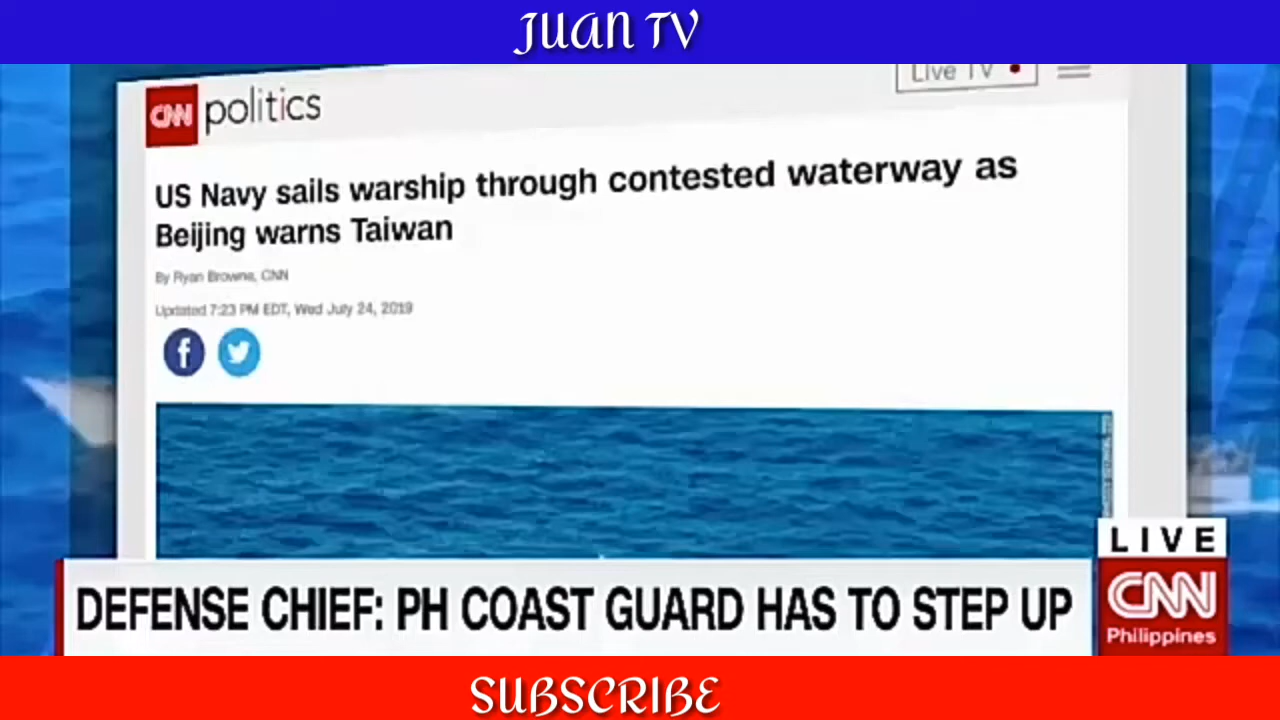 JUAN TV
CNN politics
Live TV
US Navy sails warship through contested waterway as
Beijing warns Taiwan
By Ryan Browne, CNN
Updated 7:23 PM EDT, Wed July 24, 2019
LIVE
DEFENSE CHIEF: PH COAST GUARD HAS TO STEP UP
CNN
Philippines
SUBSCRIBE